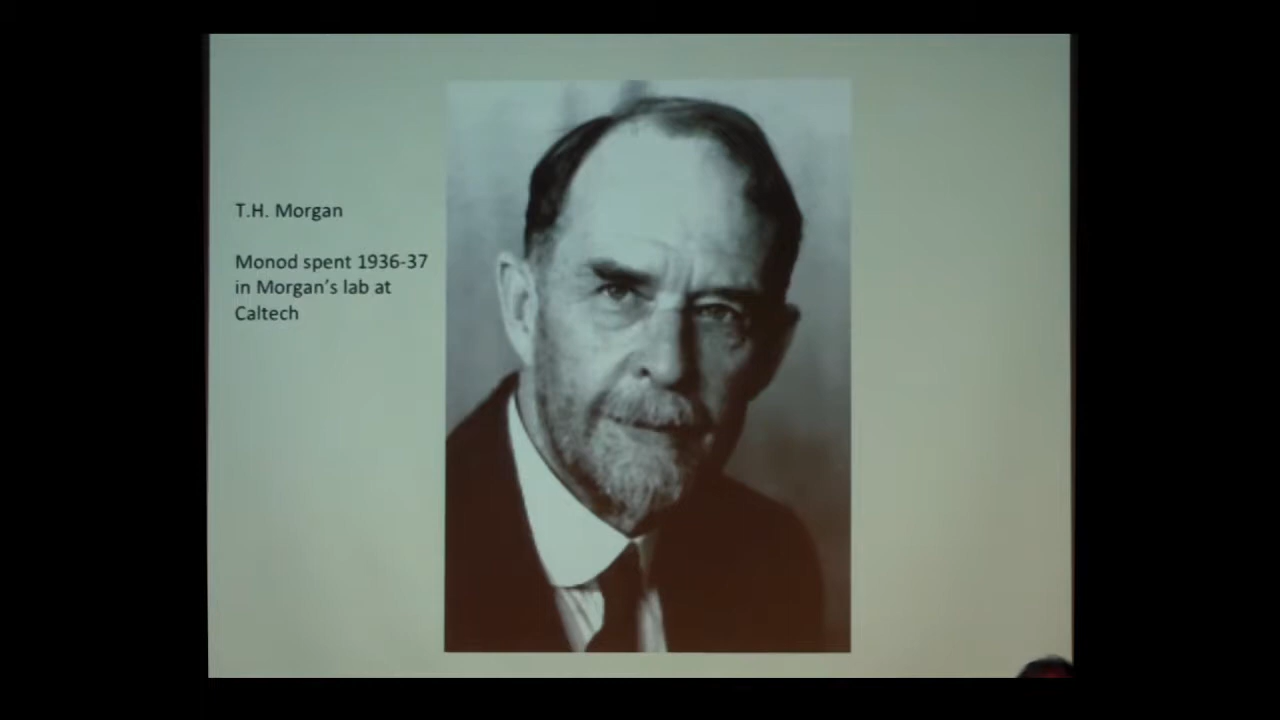 T.H. Morgan
Monod spent 1936-37
in Morgan's lab at
Caltech